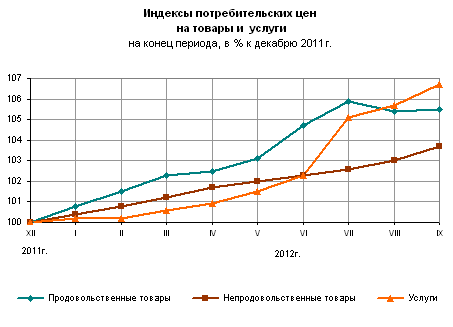 Индексы потребительских цен
на товары и услуги
на конец периода, в % к декабрю 2011г.
107
106
105
104
103
102
101
100
XII I II III IV V VI VII VIII IX
2011г. 2012г.
Продовольственные товары Непродовольственные товары Услуги